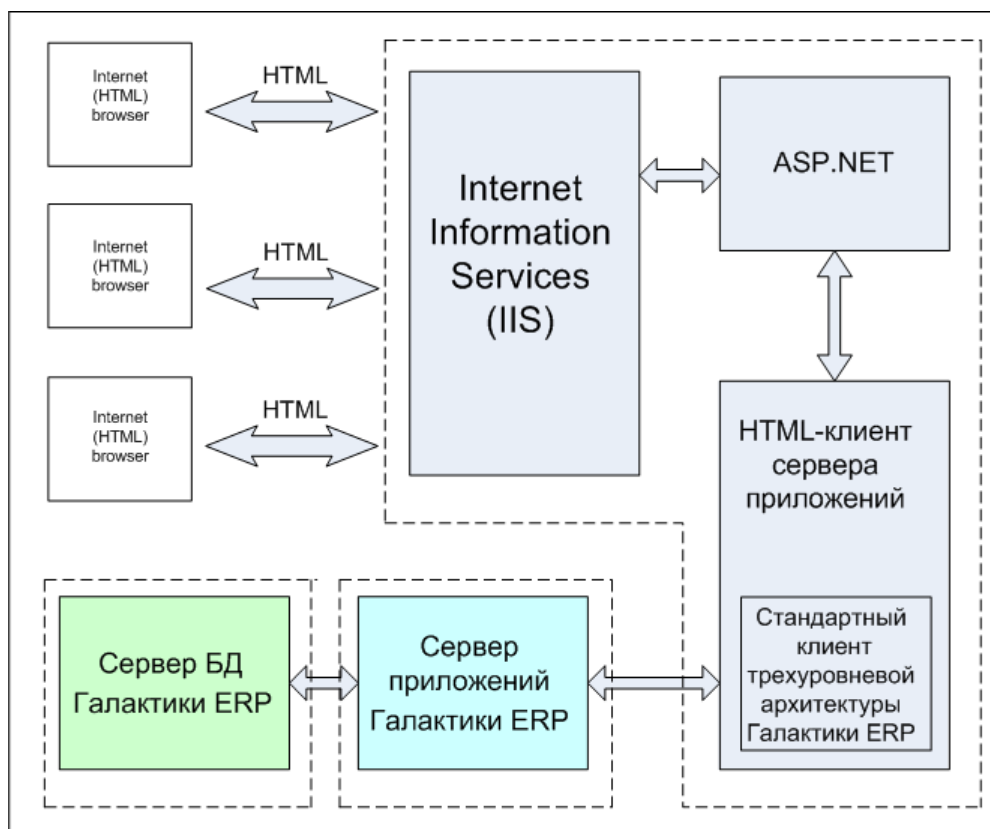 Internet
(HTML)
browser
HTML
Internet
Information
Services
(IIS)
ASP.NET
Internet
(HTML)
browser
HTML
Internet
(HTML)
browser
HTML
HTML-клиент
сервера
приложений
Стандартный
клиент
трехуровневой
архитектуры
Галактики ERP
Сервер БД
Галактики ERP
Сервер
приложений
Галактики ERP